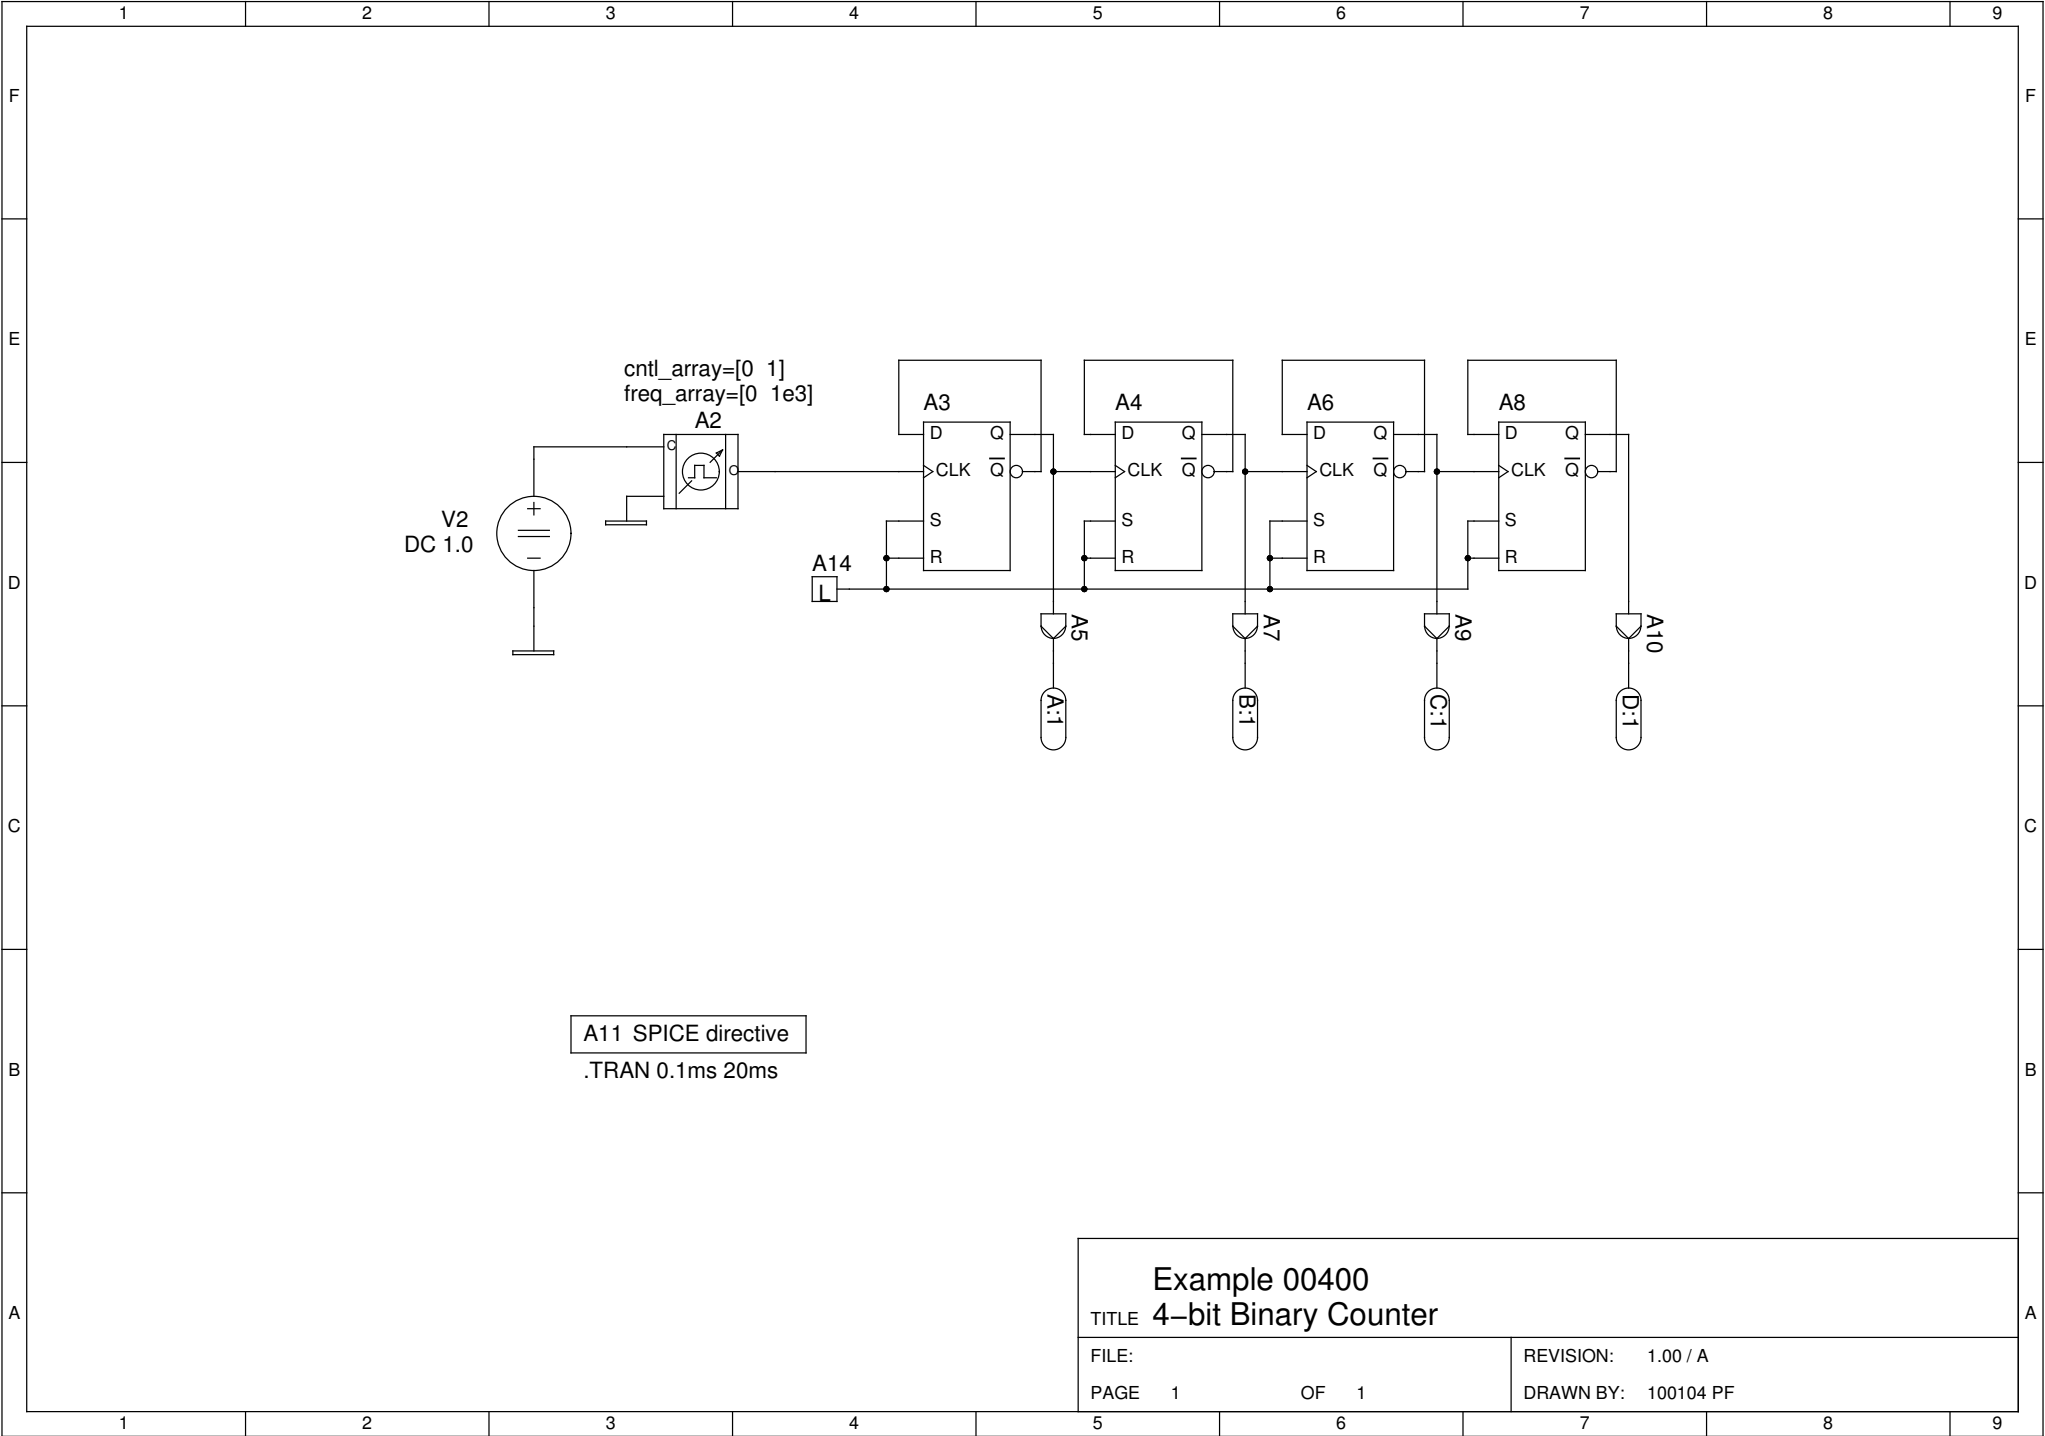 1 2 3 4 5 6 7 8 9
F F
E E
cntl_array=[0 1]
freq_array=[0 1e3]
A2
C
O
A3 A4 A6 A8
D Q D Q D Q D Q
CLK Q CLK Q CLK Q CLK Q
S S S S
R R R R
V2
DC 1.0
A14
L
D D
A5 A7 A9 A10
A:1 B:1 C:1 D:1
C C
A11 SPICE directive
.TRAN 0.1ms 20ms
B B
Example 00400
TITLE 4−bit Binary Counter
A A
FILE: REVISION: 1.00 / A
PAGE 1 OF 1 DRAWN BY: 100104 PF
1 2 3 4 5 6 7 8 9